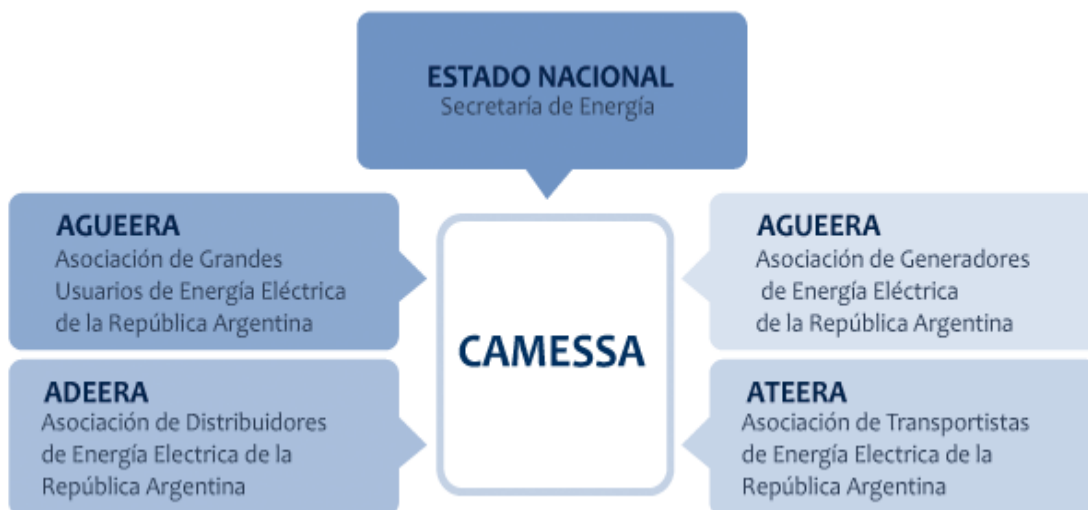 ESTADO NACIONAL
Secretaría de Energía
AGUEERA
Asociación de Grandes
Usuarios de Energía Eléctrica
de la República Argentina
AGUEERA
Asociación de Generadores
de Energía Eléctrica
de la República Argentina
CAMESSA
ADEERA
Asociación de Distribuidores
de Energía Electrica de la
República Argentina
ATEERA
Asociación de Transportistas
de Energía Electrica de la
República Argentina